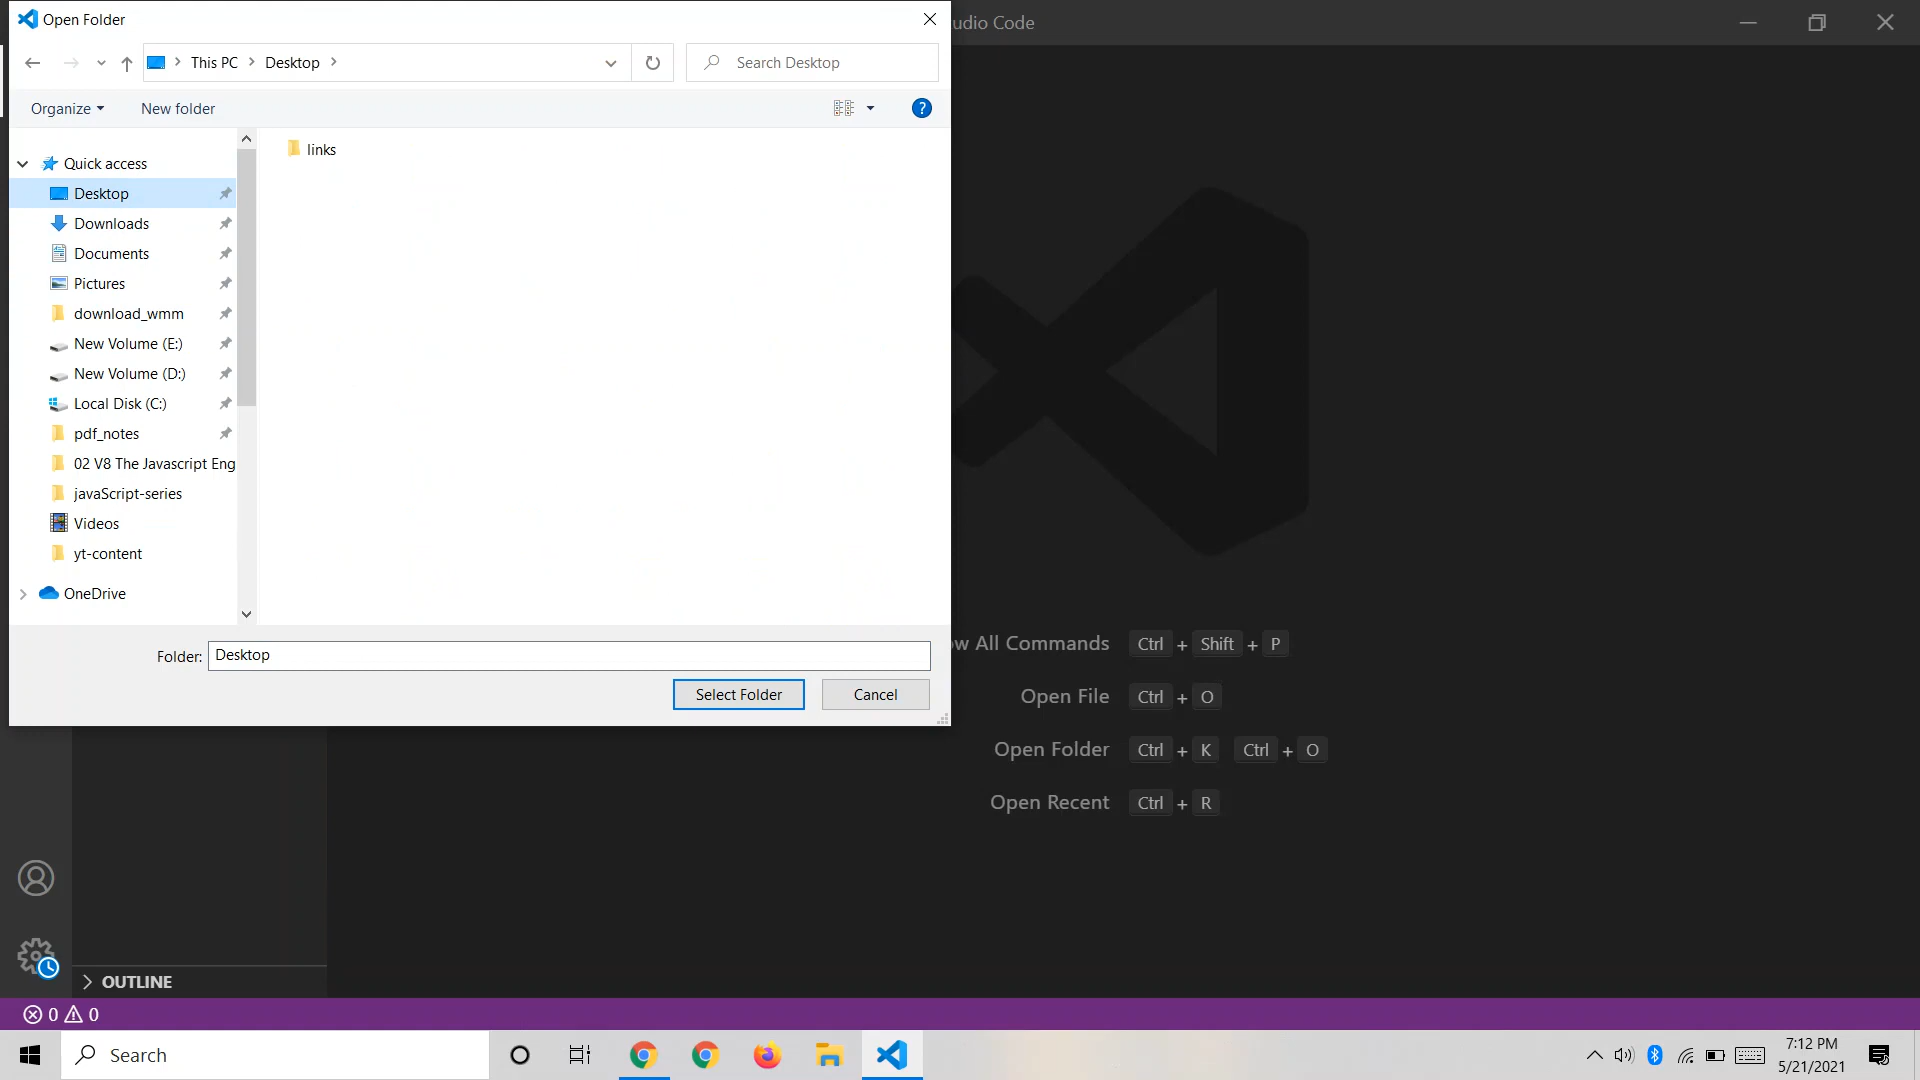 Open Folder
This PC
Desktop
Search Desktop
Organize
New folder
?
links
Quick access
Desktop
Downloads
Documents
Pictures
download_wmm
New Volume (E:)
New Volume (D:)
Local Disk (C:)
pdf_notes
02 V8 The Javascript Eng
javaScript-series
Videos
yt-content
OneDrive
Folder: Desktop
Select Folder
Cancel
udio Code
ow All Commands Ctrl + Shift + P
Open File Ctrl + O
Open Folder Ctrl + K Ctrl + O
Open Recent Ctrl + R
OUTLINE
0 0
Search
7:12 PM
5/21/2021